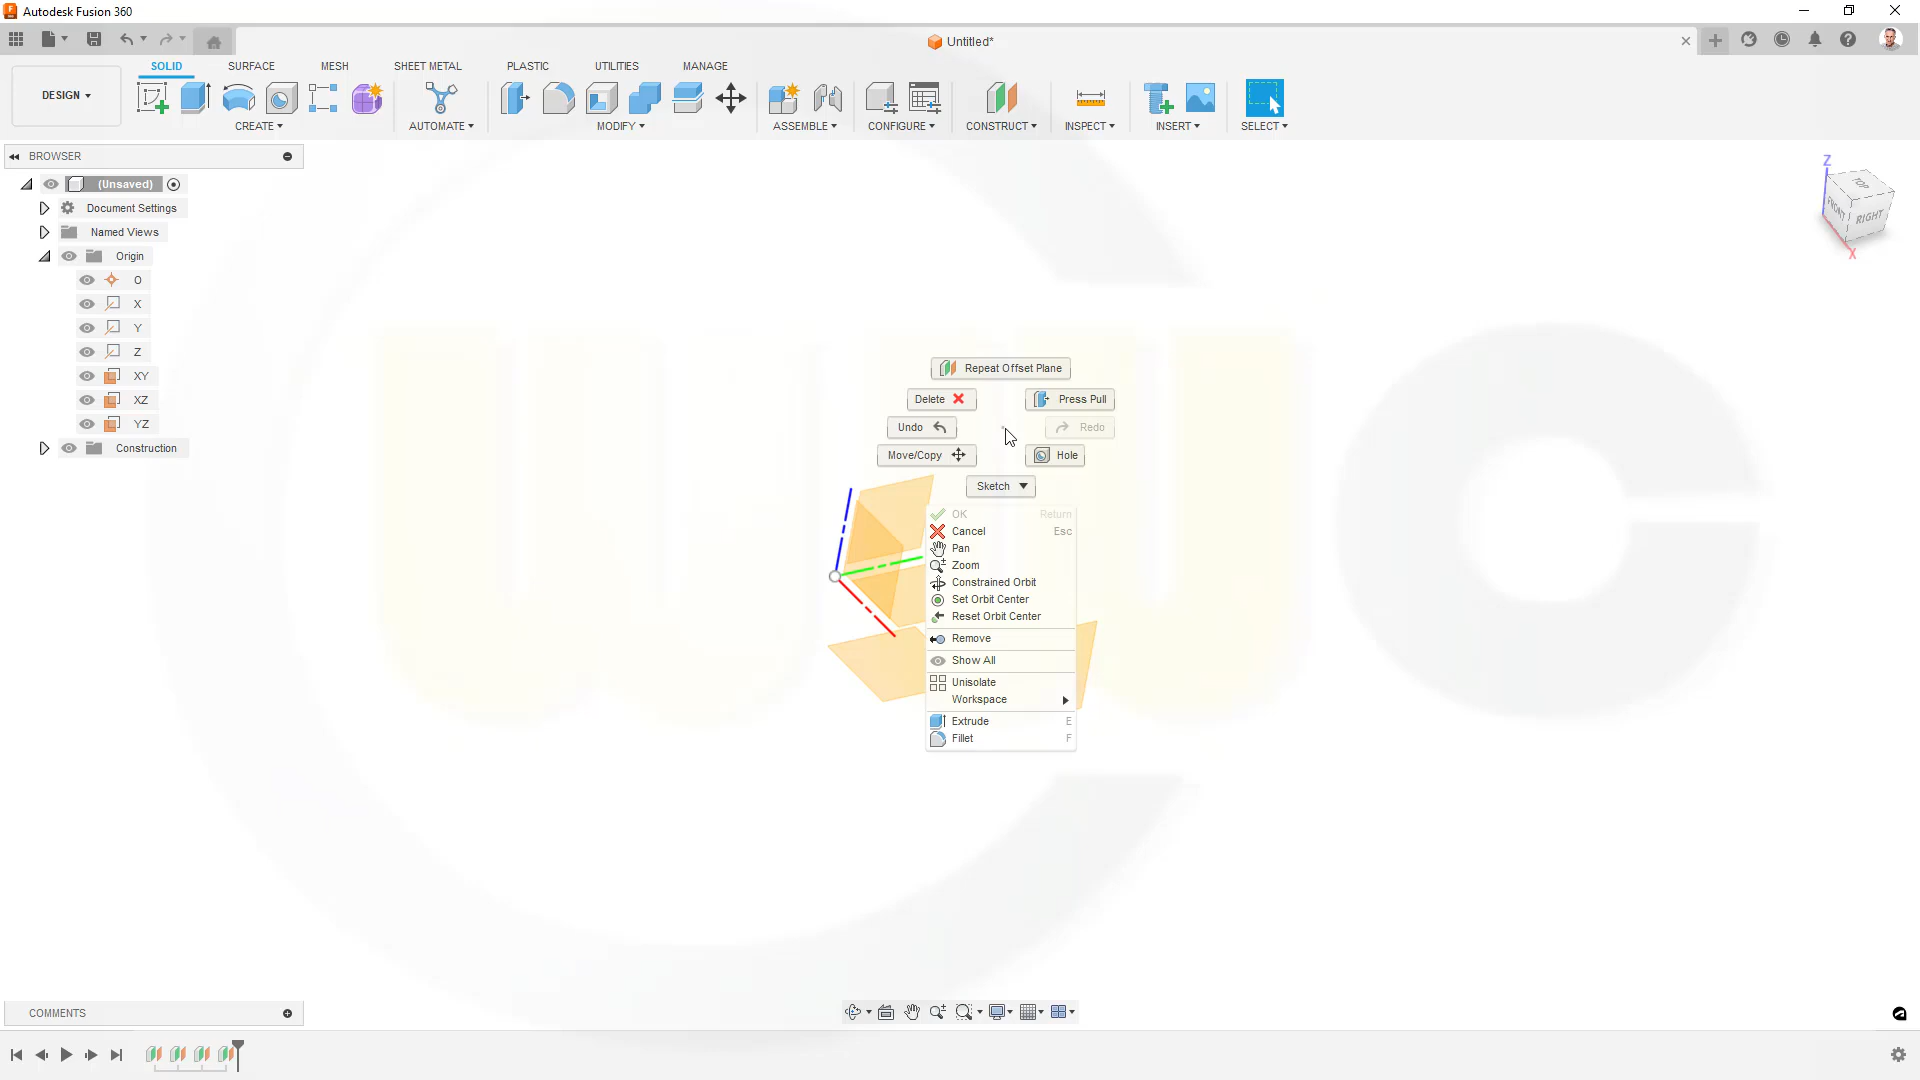 Autodesk Fusion 360
Untitled*
DESIGN
SOLID
SURFACE
MESH
SHEET METAL
PLASTIC
UTILITIES
MANAGE
CREATE
AUTOMATE
MODIFY
ASSEMBLE
CONFIGURE
CONSTRUCT
INSPECT
INSERT
SELECT
BROWSER
(Unsaved)
Document Settings
Named Views
Origin
O
X
Y
Z
XY
XZ
YZ
Construction
Z
TOP
FRONT
RIGHT
X
Repeat Offset Plane
Delete
Press Pull
Undo
Redo
Move/Copy
Hole
Sketch
OK Return
Cancel Esc
Pan
Zoom
Constrained Orbit
Set Orbit Center
Reset Orbit Center
Remove
Show All
Unisolate
Workspace
Extrude E
Fillet F
COMMENTS